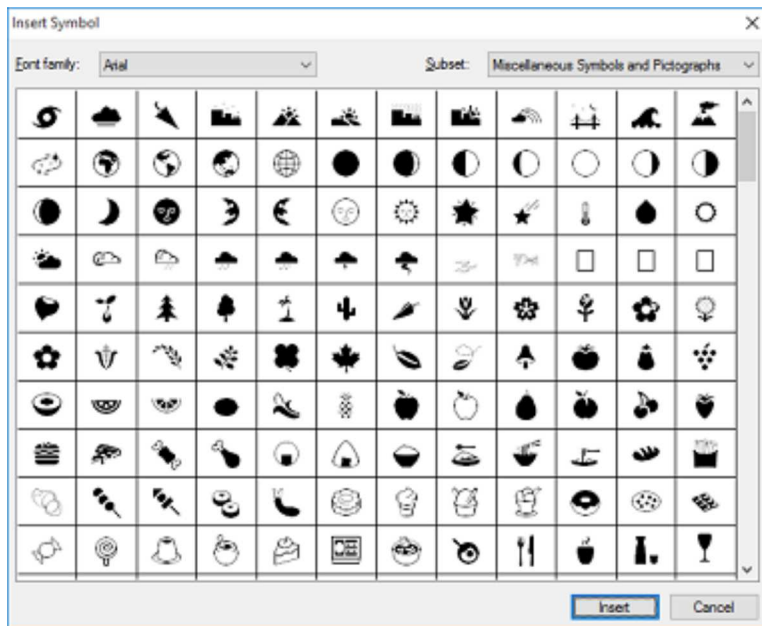 Insert Symbol
Font family: Arial Subset: Miscellaneous Symbols and Pictographs
Insert Cancel